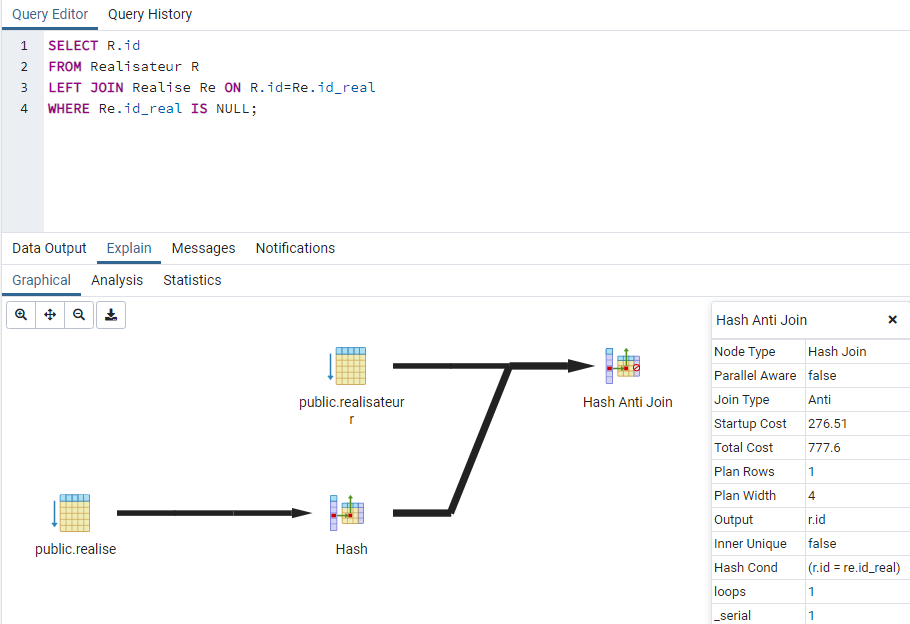 Query Editor Query History
1 SELECT R.id
2 FROM Realisateur R
3 LEFT JOIN Realise Re ON R.id=Re.id_real
4 WHERE Re.id_real IS NULL;
Data Output Explain Messages Notifications
Graphical Analysis Statistics
public.realisateur
r
Hash Anti Join
public.realise
Hash
Hash Anti Join ×
Node Type Hash Join
Parallel Aware false
Join Type Anti
Startup Cost 276.51
Total Cost 777.6
Plan Rows 1
Plan Width 4
Output r.id
Inner Unique false
Hash Cond (r.id = re.id_real)
loops 1
_serial 1